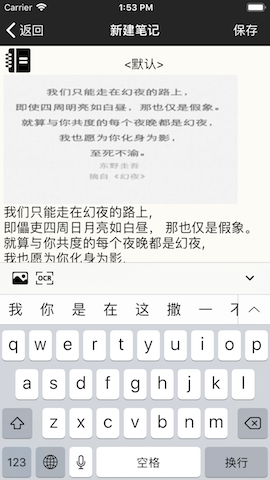 Carrier 1:53 PM
返回 新建笔记 保存
<默认>
我们只能走在幻夜的路上，
即使四周明亮如白昼，那也仅是假象。
就算与你共度的每个夜晚都是幻夜，
我也愿为你化身为影，
至死不渝。
东野圭吾
摘自《幻夜》
我们只能走在幻夜的路上,
即儡吏四周日月亮如白昼， 那也仅是假象。
就算与你共度的每个夜晚都是幻夜,
我也愿为你化身为影,
OCR
我 你 是 在 这 撒 一 不
q w e r t y u i o p
a s d f g h j k l
z x c v b n m
123 空格 换行